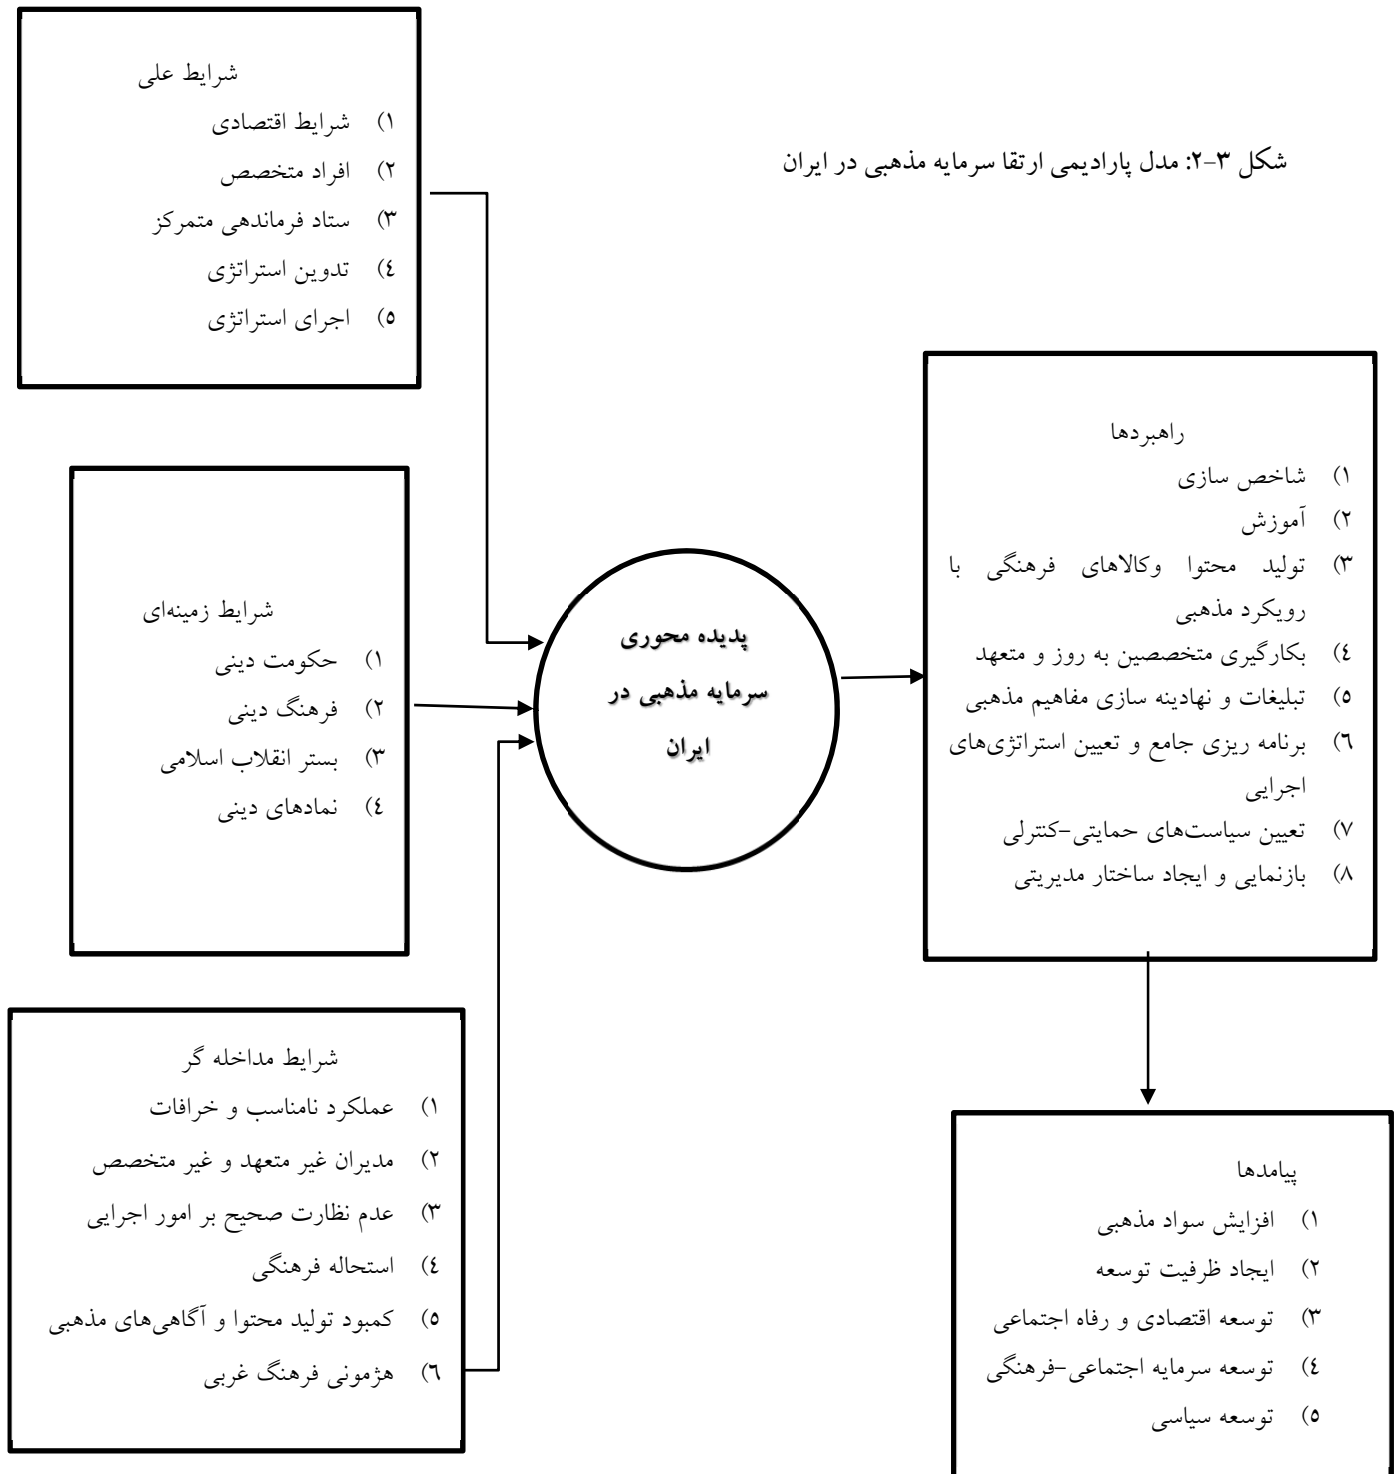 شکل ۳-۲: مدل پارادیمی ارتقا سرمایه مذهبی در ایران
شرایط علی
۱) شرایط اقتصادی
۲) افراد متخصص
۳) ستاد فرماندهی متمرکز
٤) تدوین استراتژی
٥) اجرای استراتژی
شرایط زمینه‌ای
۱) حکومت دینی
۲) فرهنگ دینی
۳) بستر انقلاب اسلامی
٤) نمادهای دینی
شرایط مداخله گر
۱) عملکرد نامناسب و خرافات
۲) مدیران غیر متعهد و غیر متخصص
۳) عدم نظارت صحیح بر امور اجرایی
٤) استحاله فرهنگی
٥) کمبود تولید محتوا و آگاهی‌های مذهبی
٦) هژمونی فرهنگ غربی
پدیده محوری
سرمایه مذهبی در
ایران
راهبردها
۱) شاخص سازی
۲) آموزش
۳) تولید محتوا وکالاهای فرهنگی با
رویکرد مذهبی
٤) بکارگیری متخصصین به روز و متعهد
٥) تبلیغات و نهادینه سازی مفاهیم مذهبی
٦) برنامه ریزی جامع و تعیین استراتژی‌های
اجرایی
۷) تعیین سیاست‌های حمایتی-کنترلی
۸) بازنمایی و ایجاد ساختار مدیریتی
پیامدها
۱) افزایش سواد مذهبی
۲) ایجاد ظرفیت توسعه
۳) توسعه اقتصادی و رفاه اجتماعی
٤) توسعه سرمایه اجتماعی-فرهنگی
٥) توسعه سیاسی